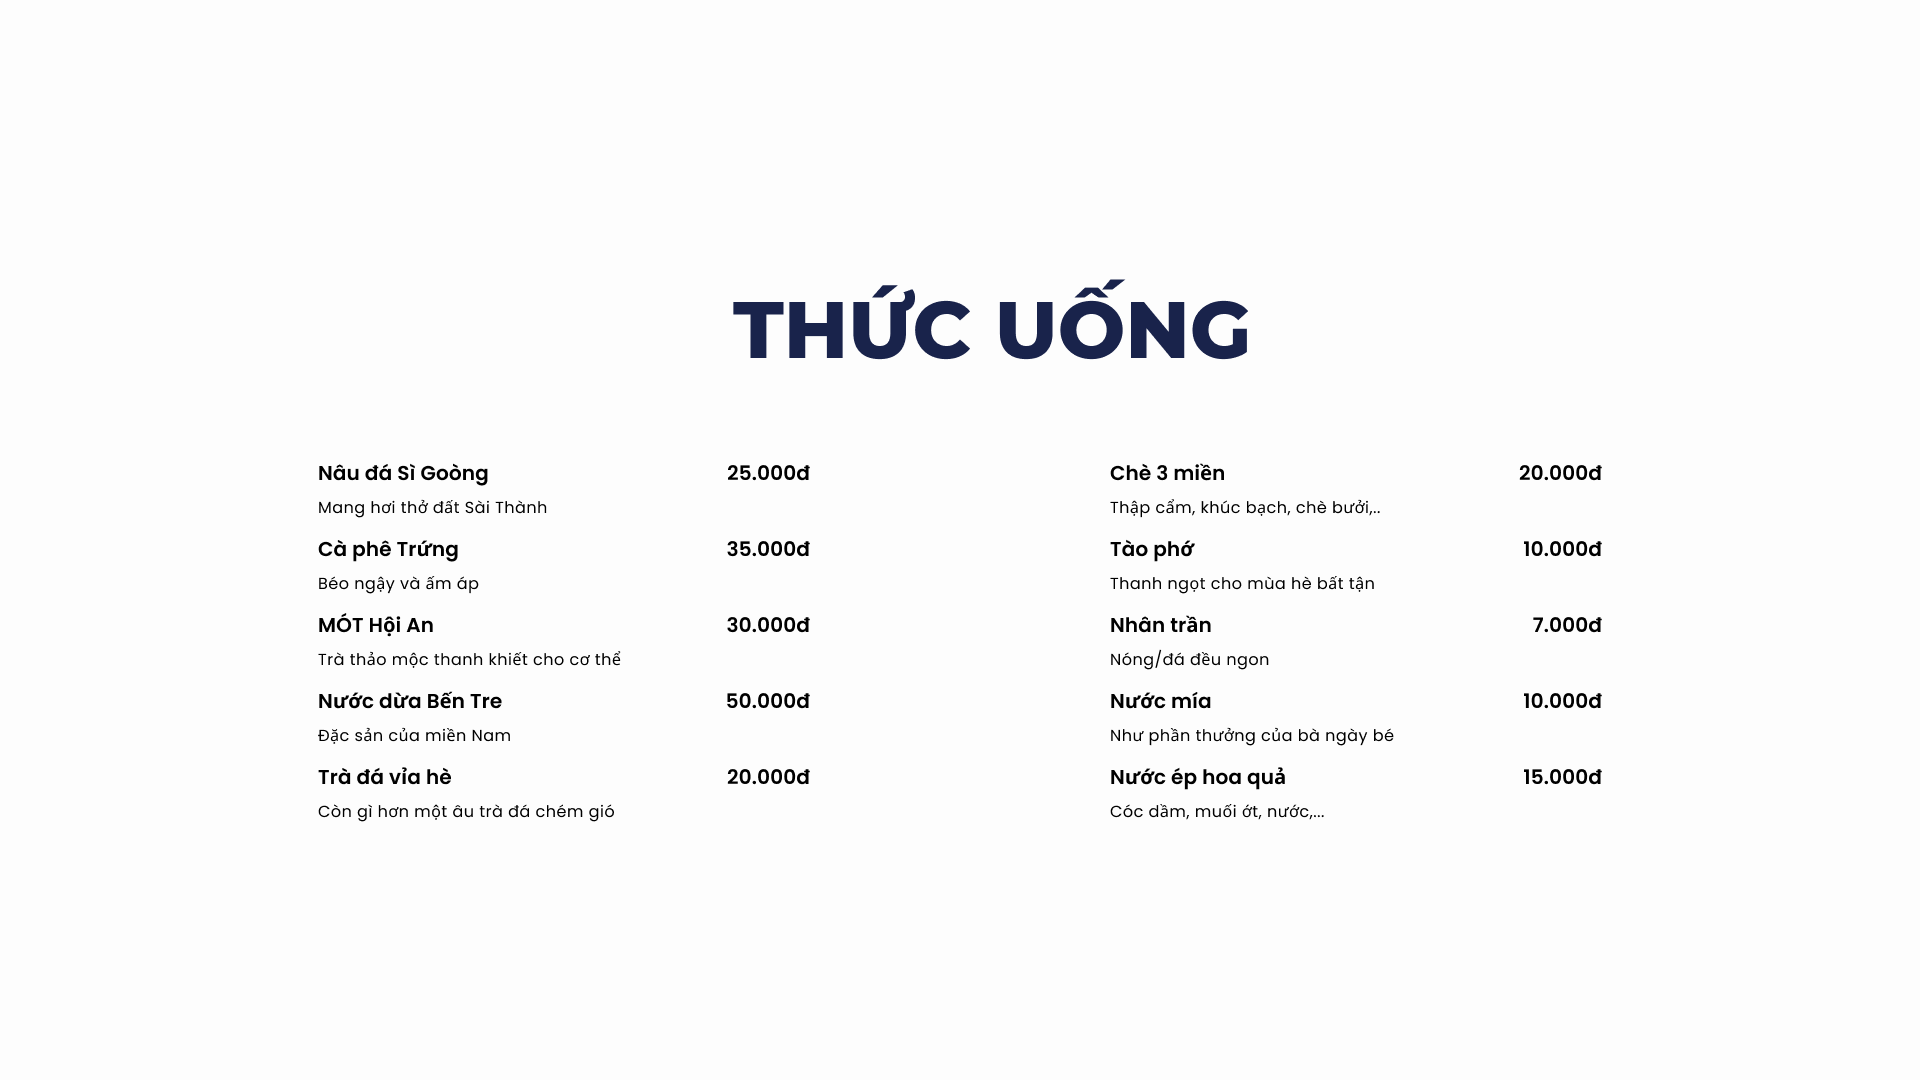 THỨC UỐNG
Nâu đá Sì Goòng 25.000đ
Mang hơi thở đất Sài Thành
Cà phê Trứng 35.000đ
Béo ngậy và ấm áp
MÓT Hội An 30.000đ
Trà thảo mộc thanh khiết cho cơ thể
Nước dừa Bến Tre 50.000đ
Đặc sản của miền Nam
Trà đá vỉa hè 20.000đ
Còn gì hơn một âu trà đá chém gió
Chè 3 miền 20.000đ
Thập cẩm, khúc bạch, chè bưởi,..
Tào phớ 10.000đ
Thanh ngọt cho mùa hè bất tận
Nhân trần 7.000đ
Nóng/đá đều ngon
Nước mía 10.000đ
Như phần thưởng của bà ngày bé
Nước ép hoa quả 15.000đ
Cóc dầm, muối ớt, nước,...